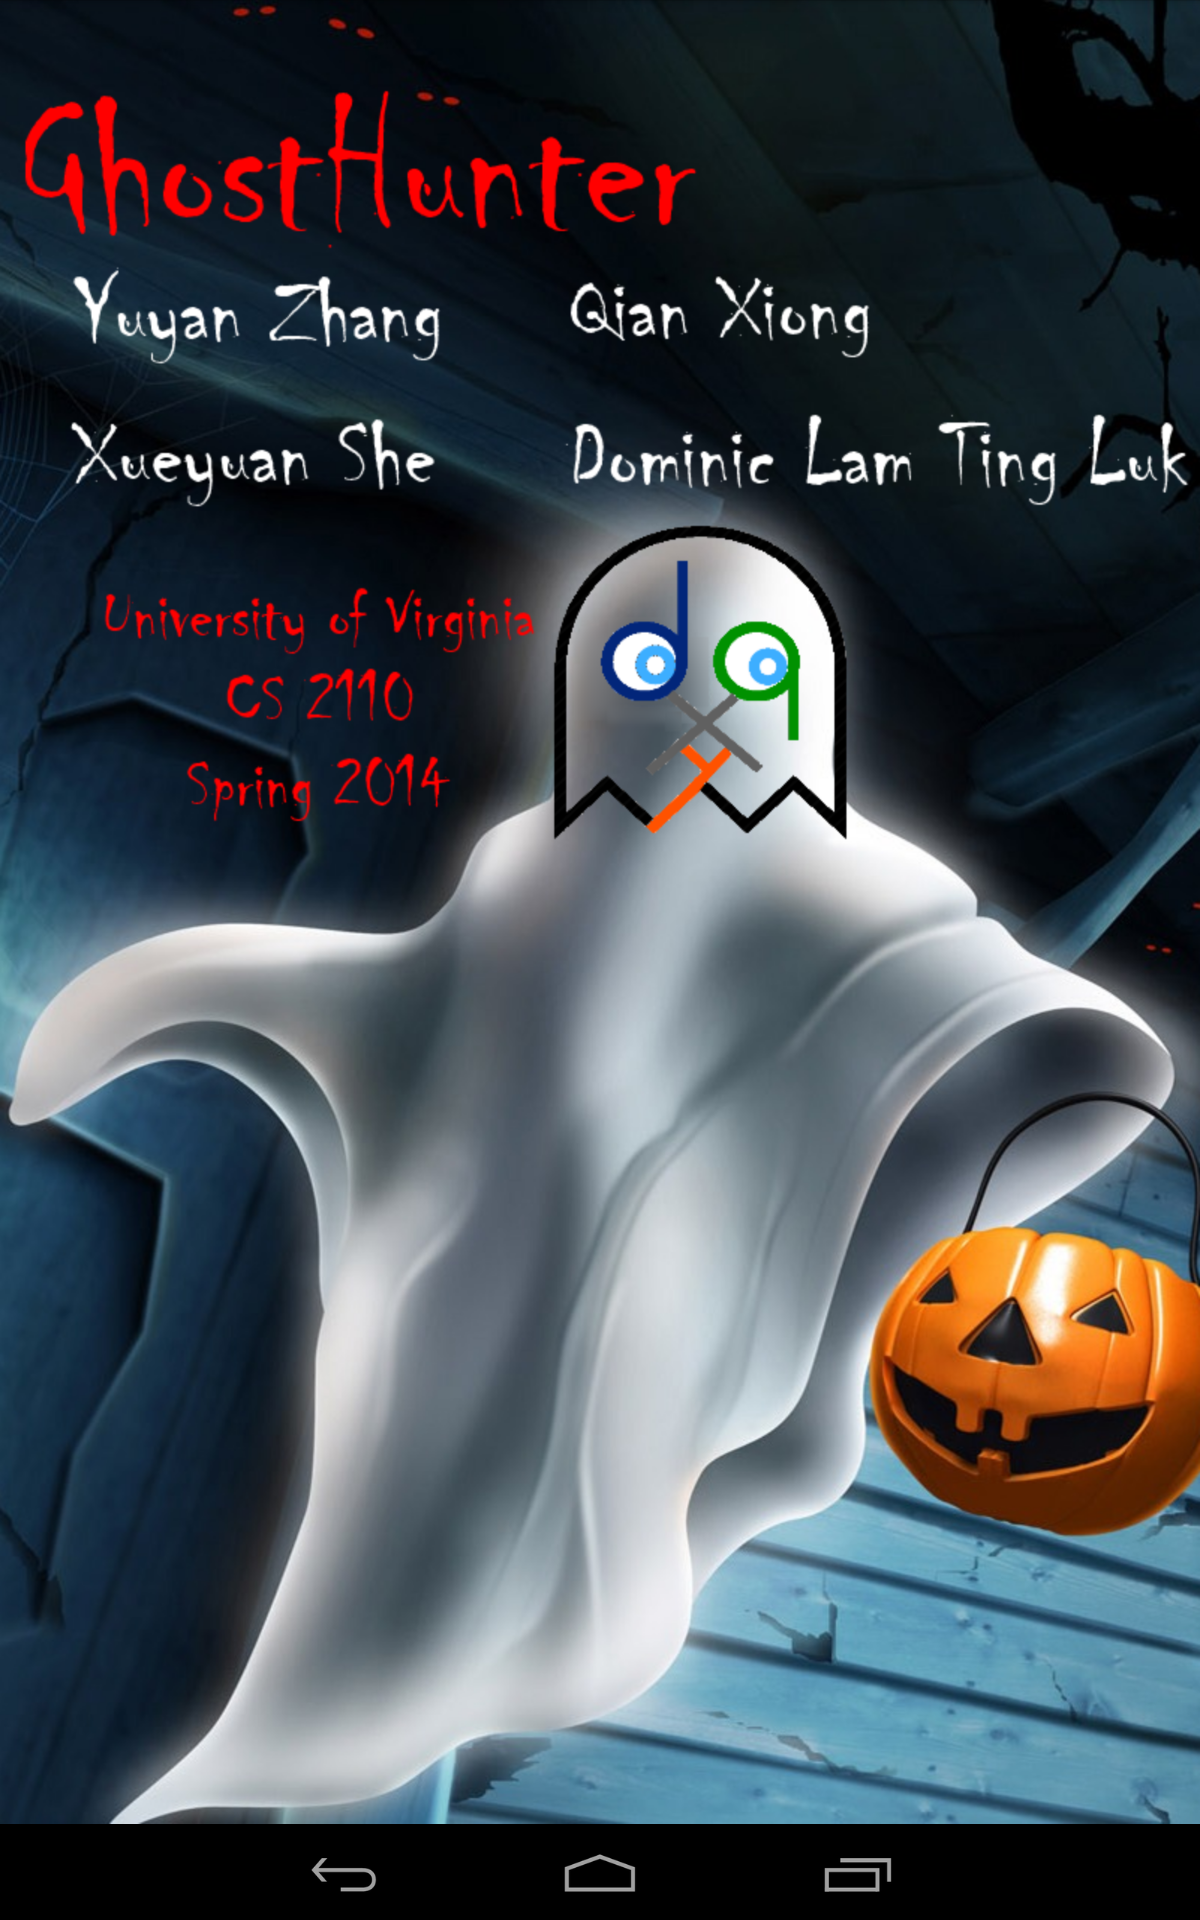 GhostHunter
Yuyan Zhang Qian Xiong
Xueyuan She Dominic Lam Ting Luk
University of Virginia
CS 2110
Spring 2014
d q
x y